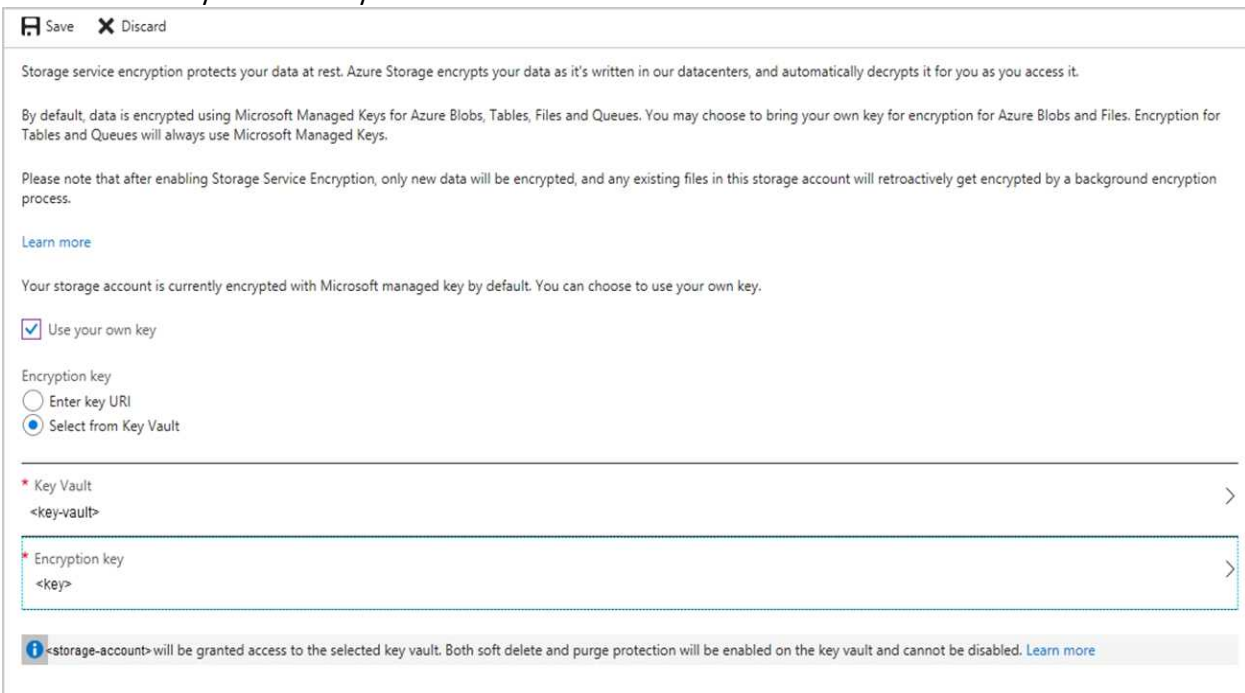 Save Discard
Storage service encryption protects your data at rest. Azure Storage encrypts your data as it's written in our datacenters, and automatically decrypts it for you as you access it.
By default, data is encrypted using Microsoft Managed Keys for Azure Blobs, Tables, Files and Queues. You may choose to bring your own key for encryption for Azure Blobs and Files. Encryption for
Tables and Queues will always use Microsoft Managed Keys.
Please note that after enabling Storage Service Encryption, only new data will be encrypted, and any existing files in this storage account will retroactively get encrypted by a background encryption
process.
Learn more
Your storage account is currently encrypted with Microsoft managed key by default. You can choose to use your own key.
Use your own key
Encryption key
Enter key URI
Select from Key Vault
* Key Vault
<key-vault>
* Encryption key
<key>
<storage-account> will be granted access to the selected key vault. Both soft delete and purge protection will be enabled on the key vault and cannot be disabled. Learn more